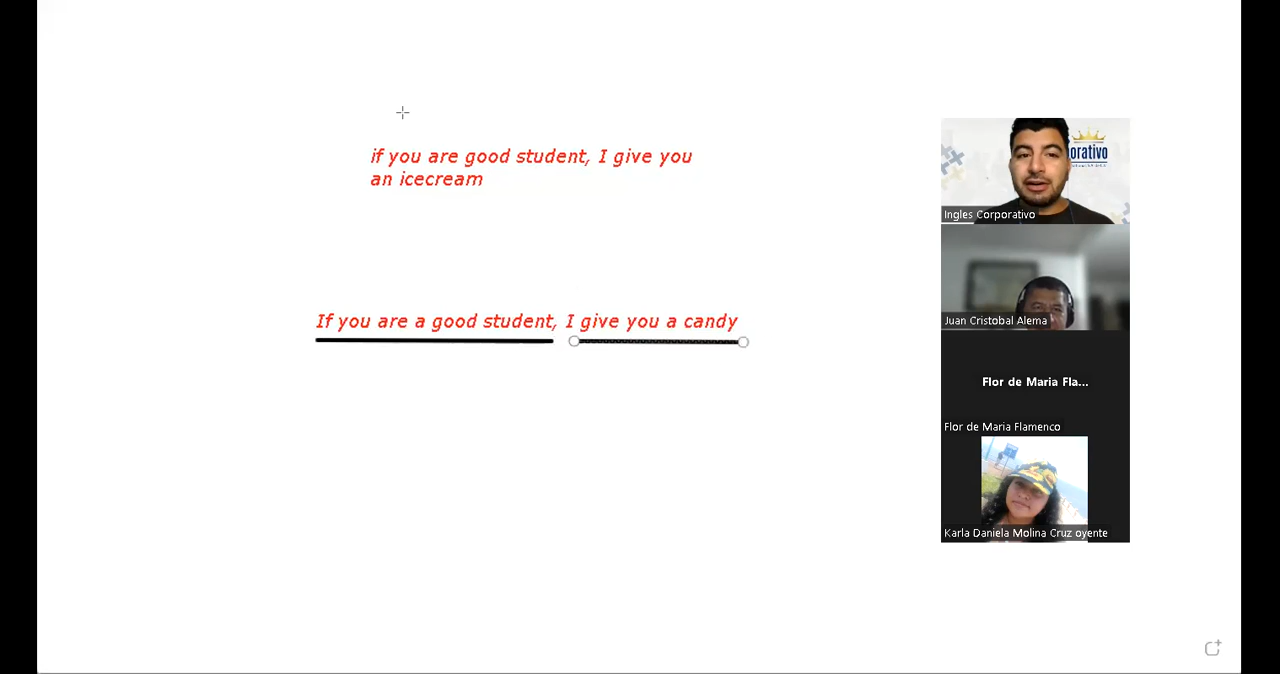 if you are good student, I give you
an icecream
If you are a good student, I give you a candy
orativo
Ingles Corporativo
Juan Cristobal Alema
Flor de Maria Fla...
Flor de Maria Flamenco
Karla Daniela Molina Cruz oyente